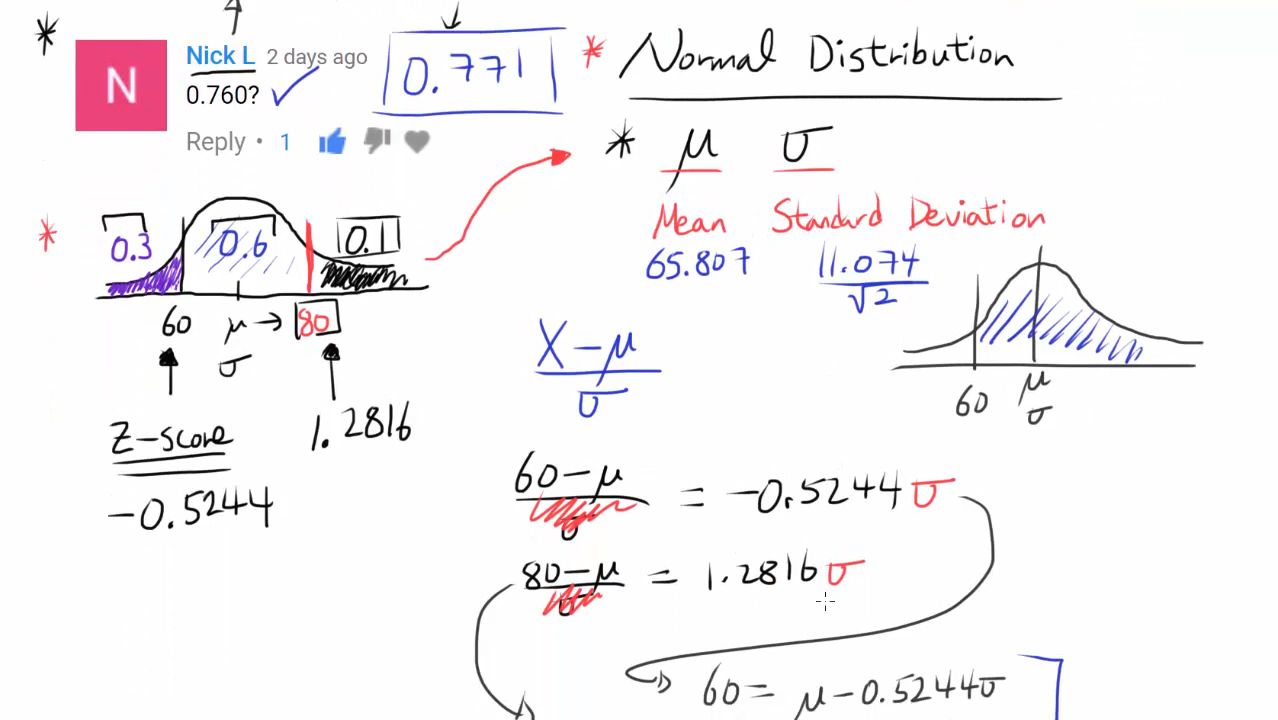 * Nick L 2 days ago
0.760?
Reply • 1
N
0.771
* Normal Distribution
* μ σ
Mean Standard Deviation
65.807 11.074
√2
* 0.3 0.6 0.1
60 μ → 80
σ
Z-score 1.2816
-0.5244
X-μ
σ
60 μ
σ
60-μ = -0.5244σ
σ
80-μ = 1.2816σ
σ
60 = μ-0.5244σ